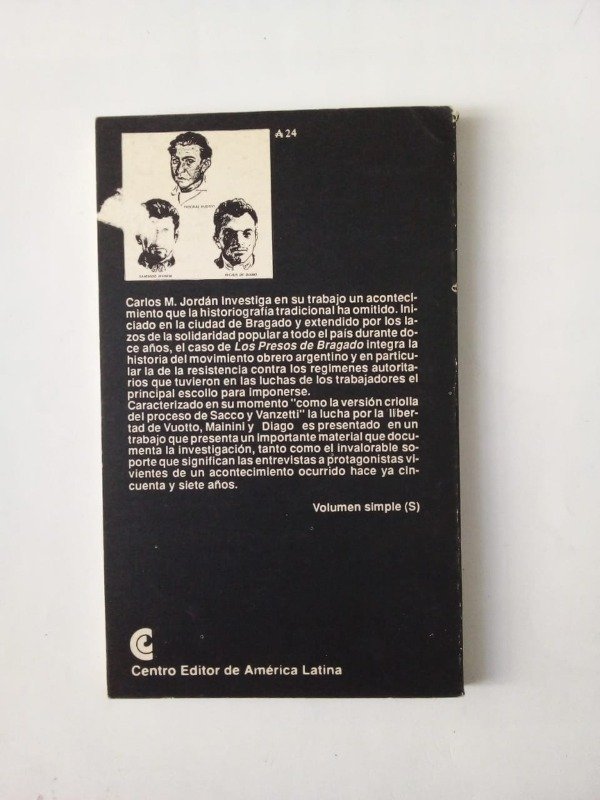 ₳ 24
PASCUAL VUOTTO
SANTIAGO MAININI
RECLUS DE DIAGO
Carlos M. Jordán investiga en su trabajo un aconteci-
miento que la historiografía tradicional ha omitido. Ini-
ciado en la ciudad de Bragado y extendido por los la-
zos de la solidaridad popular a todo el país durante do-
ce años, el caso de Los Presos de Bragado integra la
historia del movimiento obrero argentino y en particu-
lar la de la resistencia contra los regimenes autorita-
rios que tuvieron en las luchas de los trabajadores el
principal escollo para imponerse.
Caracterizado en su momento "como la versión criolla
del proceso de Sacco y Vanzetti" la lucha por la liber-
tad de Vuotto, Mainini y Diago es presentado en un
trabajo que presenta un importante material que docu-
menta la investigación, tanto como el invalorable so-
porte que significan las entrevistas a protagonistas vi-
vientes de un acontecimiento ocurrido hace ya cin-
cuenta y siete años.
Volumen simple (S)
Centro Editor de América Latina